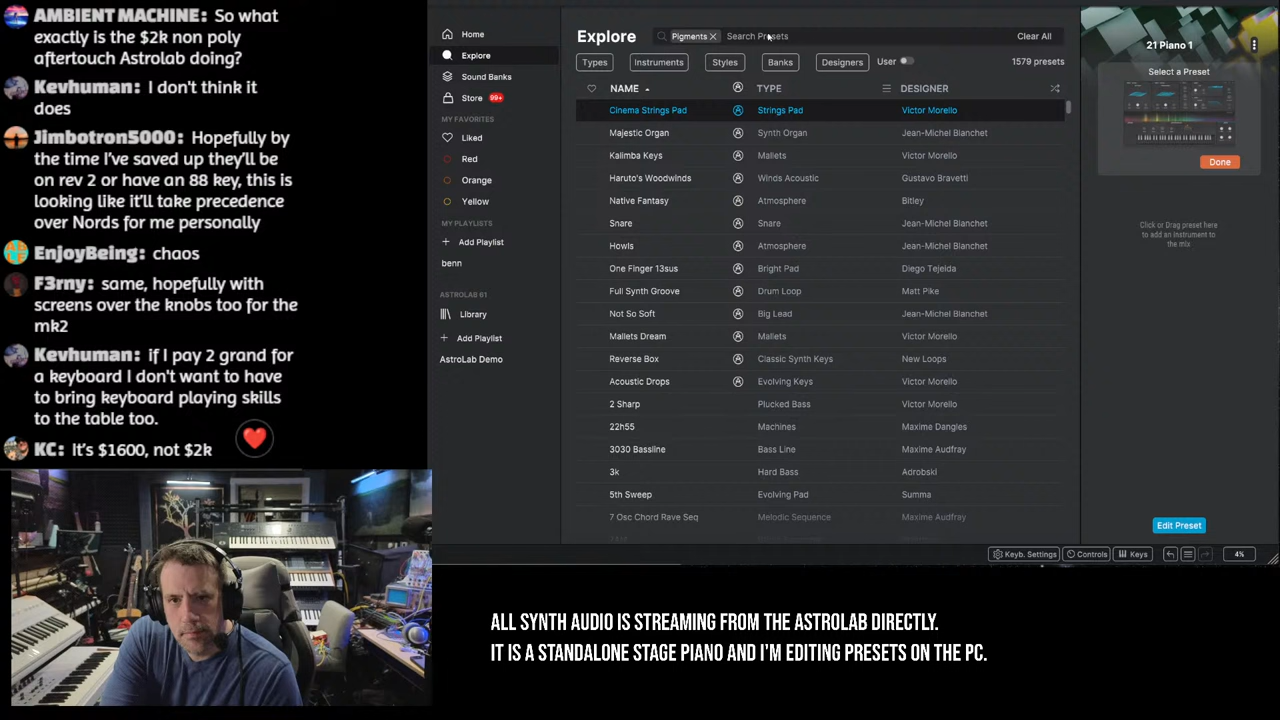 AMBIENT MACHINE: So what
exactly is the $2k non poly
aftertouch Astrolab doing?
Kevhuman: I don't think it
does
Jimbotron5000: Hopefully by
the time I've saved up they'll be
on rev 2 or have an 88 key, this is
looking like it'll take precedence
over Nords for me personally
EnjoyBeing: chaos
F3rny: same, hopefully with
screens over the knobs too for the
mk2
Kevhuman: if I pay 2 grand for
a keyboard I don't want to have
to bring keyboard playing skills
to the table too.
KC: It's $1600, not $2k
Home
Explore
Sound Banks
Store 99+
MY FAVORITES
Liked
Red
Orange
Yellow
MY PLAYLISTS
+ Add Playlist
benn
ASTROLAB 61
Library
+ Add Playlist
AstroLab Demo
Explore Pigments X Search Presets Clear All
Types Instruments Styles Banks Designers User 1579 presets
NAME TYPE DESIGNER
Cinema Strings Pad Strings Pad Victor Morello
Majestic Organ Synth Organ Jean-Michel Blanchet
Kalimba Keys Mallets Victor Morello
Haruto's Woodwinds Winds Acoustic Gustavo Bravetti
Native Fantasy Atmosphere Bitley
Snare Snare Jean-Michel Blanchet
Howls Atmosphere Jean-Michel Blanchet
One Finger 13sus Bright Pad Diego Tejeida
Full Synth Groove Drum Loop Matt Pike
Not So Soft Big Lead Jean-Michel Blanchet
Mallets Dream Mallets Victor Morello
Reverse Box Classic Synth Keys New Loops
Acoustic Drops Evolving Keys Victor Morello
2 Sharp Plucked Bass Victor Morello
22h55 Machines Maxime Dangles
3030 Bassline Bass Line Maxime Audfray
3k Hard Bass Adrobski
5th Sweep Evolving Pad Summa
7 Osc Chord Rave Seq Melodic Sequence Maxime Audfray
21 Piano 1
Select a Preset
Done
Click or Drag preset here
to add an Instrument to
the mix
Edit Preset
Keyb. Settings Controls Keys 4%
ALL SYNTH AUDIO IS STREAMING FROM THE ASTROLAB DIRECTLY.
IT IS A STANDALONE STAGE PIANO AND I'M EDITING PRESETS ON THE PC.